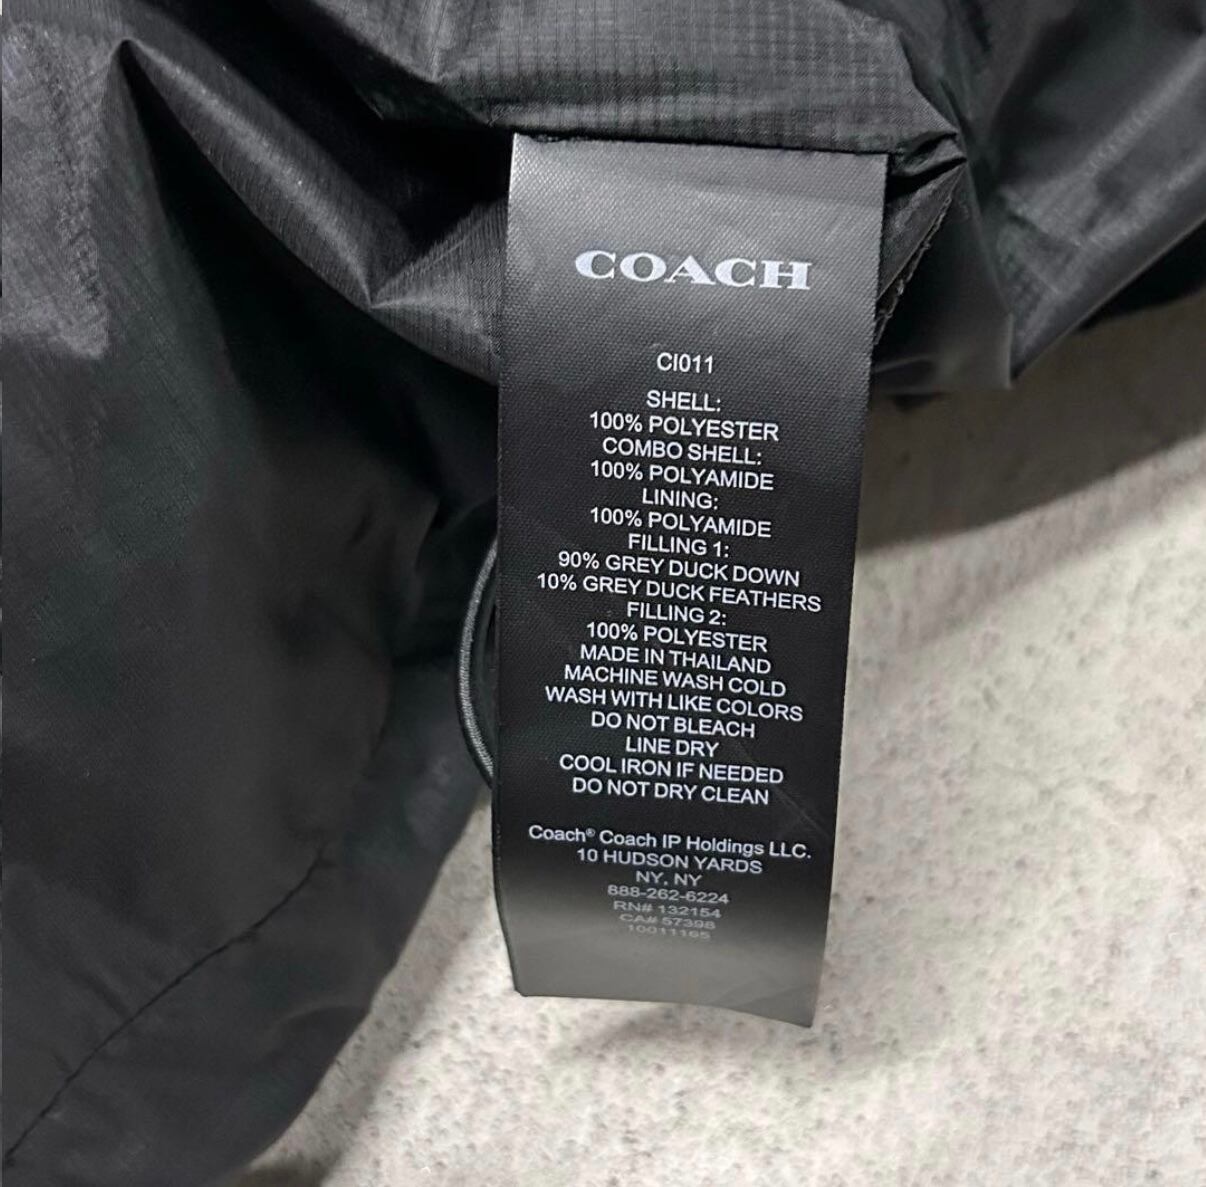 COACH
CI011
SHELL:
100% POLYESTER
COMBO SHELL:
100% POLYAMIDE
LINING:
100% POLYAMIDE
FILLING 1:
90% GREY DUCK DOWN
10% GREY DUCK FEATHERS
FILLING 2:
100% POLYESTER
MADE IN THAILAND
MACHINE WASH COLD
WASH WITH LIKE COLORS
DO NOT BLEACH
LINE DRY
COOL IRON IF NEEDED
DO NOT DRY CLEAN
Coach® Coach IP Holdings LLC.
10 HUDSON YARDS
NY, NY
888-262-6224
RN# 132154
CA# 57398
10011165